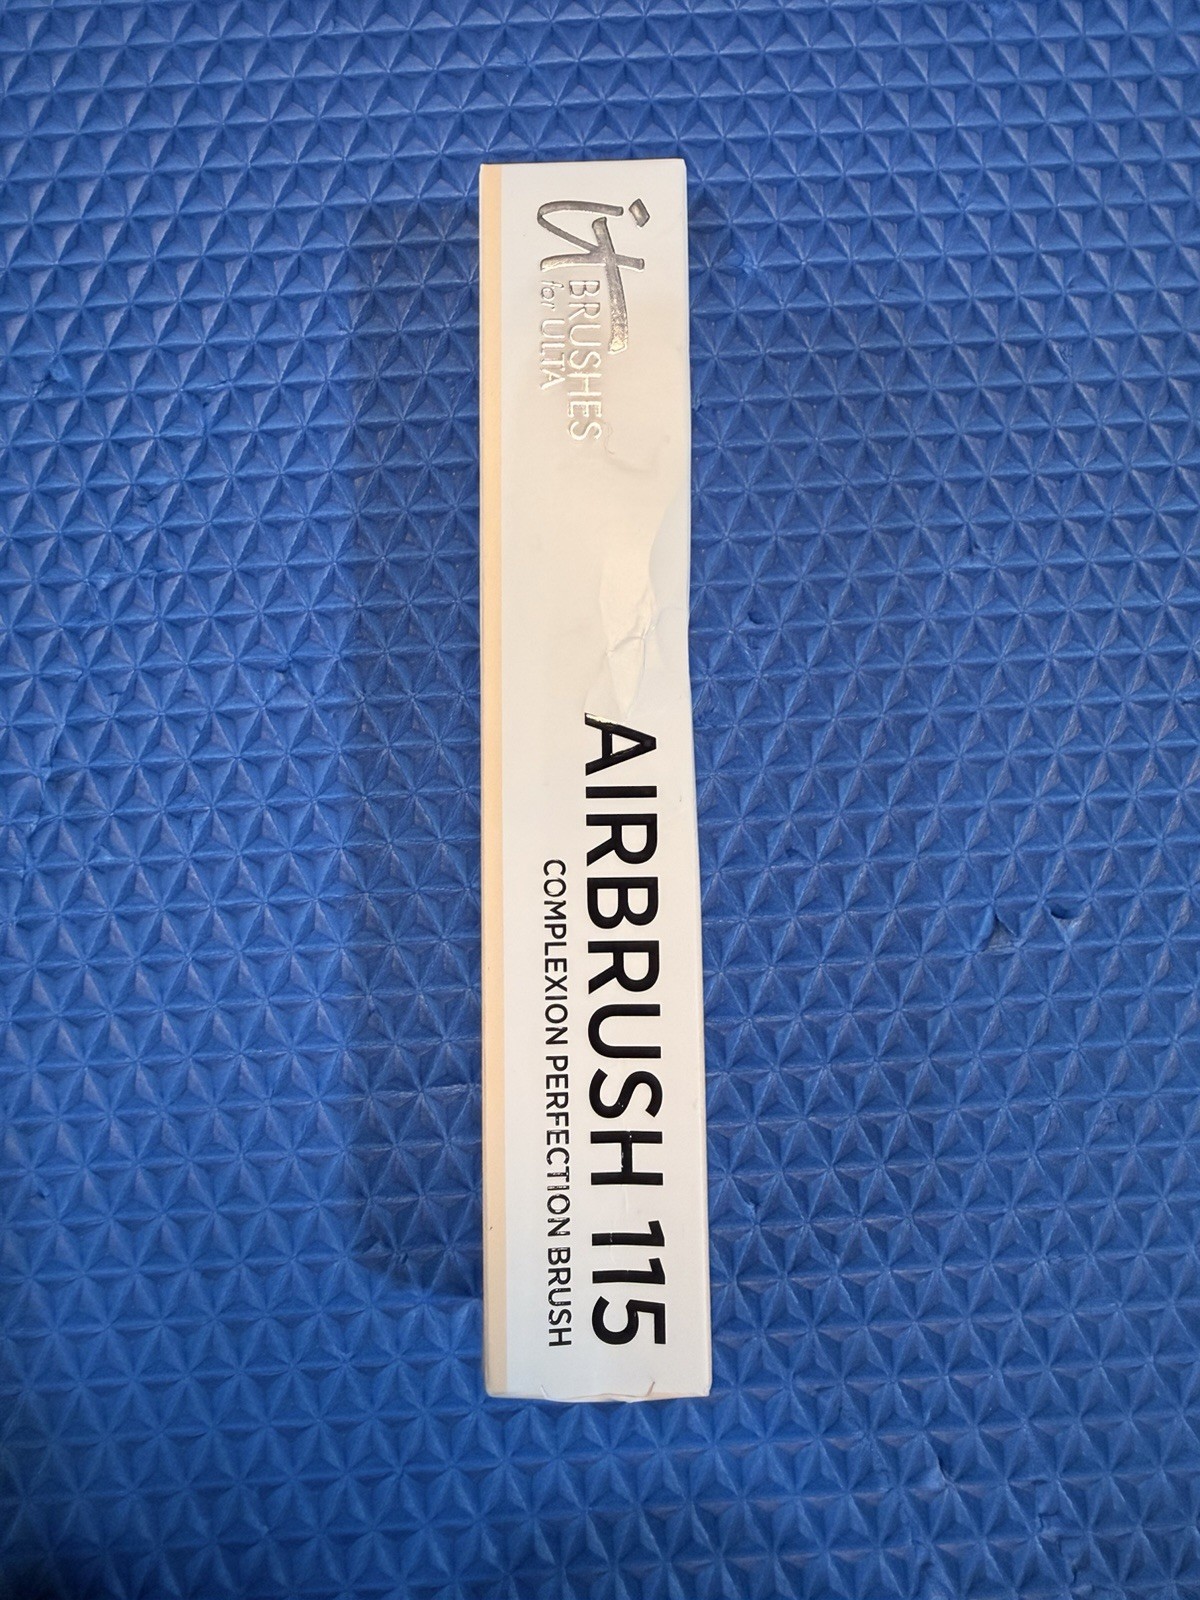 iT
BRUSHES
for ULTA
AIRBRUSH 115
COMPLEXION PERFECTION BRUSH